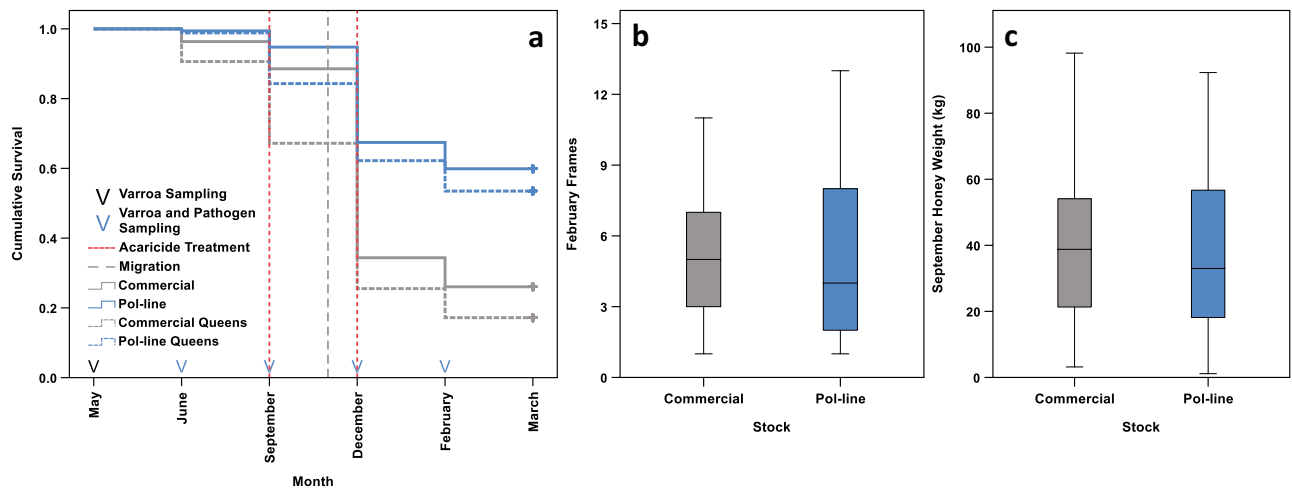 a
1.0
0.8
0.6
0.4
0.2
0.0
Cumulative Survival
V Varroa Sampling
V Varroa and Pathogen
Sampling
Acaricide Treatment
Migration
Commercial
Pol-line
Commercial Queens
Pol-line Queens
V V V V V
May
June
September
December
February
March
Month
b
15
12
9
6
3
0
February Frames
Commercial
Pol-line
Stock
c
100
80
60
40
20
0
September Honey Weight (kg)
Commercial
Pol-line
Stock